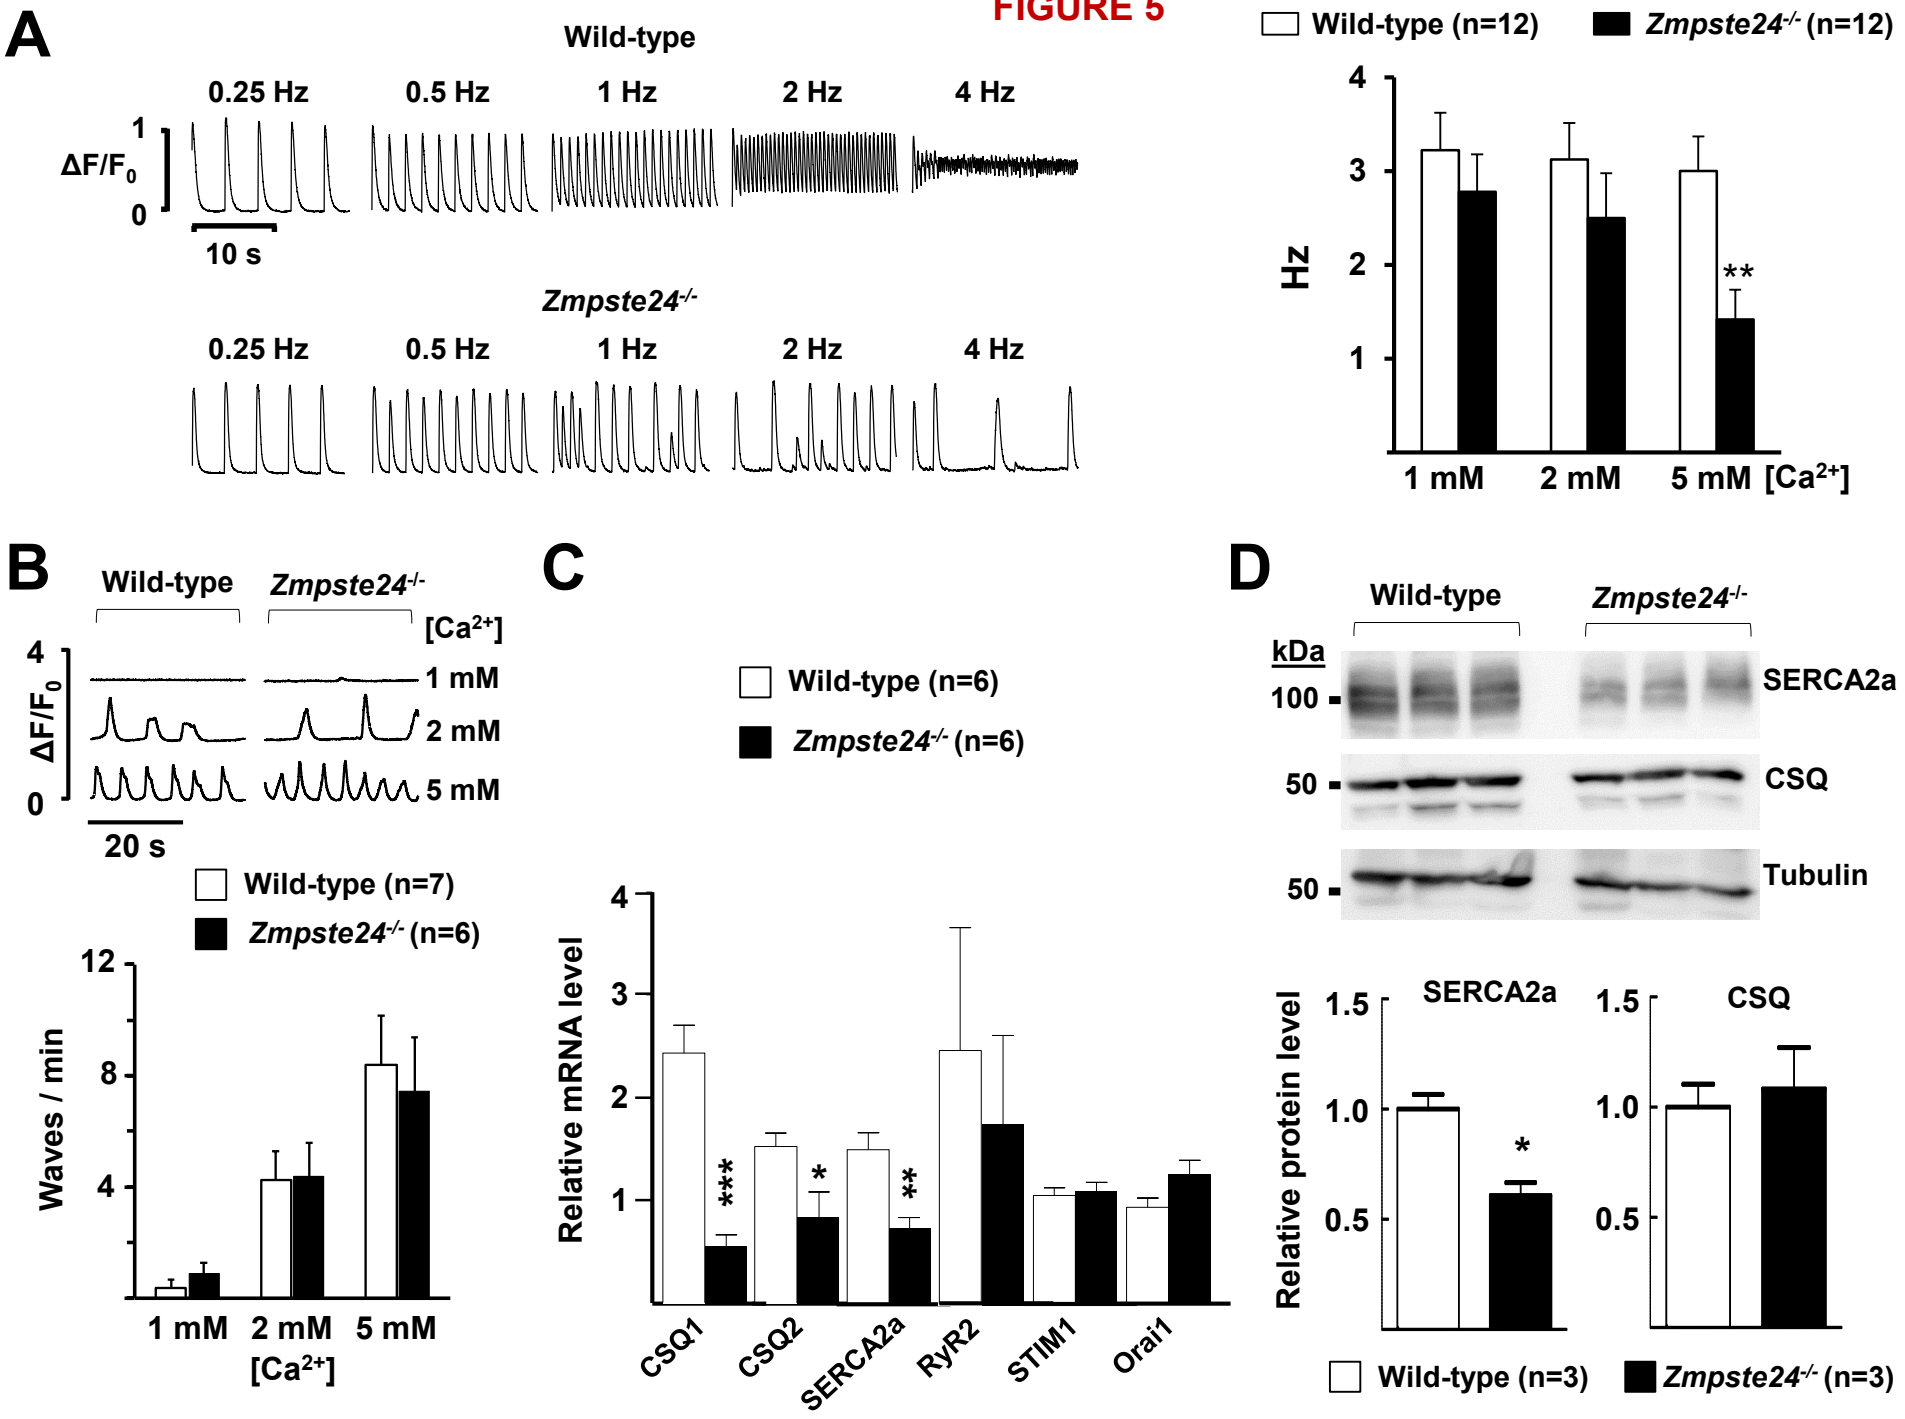 FIGURE 5
A
Wild-type
0.25 Hz 0.5 Hz 1 Hz 2 Hz 4 Hz
1
ΔF/F0
0
10 s
Zmpste24-/-
0.25 Hz 0.5 Hz 1 Hz 2 Hz 4 Hz
Wild-type (n=12) Zmpste24-/- (n=12)
4
3
2
1
Hz
**
1 mM 2 mM 5 mM [Ca2+]
B
Wild-type Zmpste24-/-
[Ca2+]
4
ΔF/F0
0
1 mM
2 mM
5 mM
20 s
Wild-type (n=7)
Zmpste24-/- (n=6)
12
8
4
Waves / min
1 mM 2 mM 5 mM
[Ca2+]
C
Wild-type (n=6)
Zmpste24-/- (n=6)
4
3
2
1
Relative mRNA level
*** * **
CSQ1 CSQ2 SERCA2a RyR2 STIM1 Orai1
D
Wild-type Zmpste24-/-
kDa
100 SERCA2a
50 CSQ
50 Tubulin
SERCA2a CSQ
Relative protein level
1.5 1.5
1.0 1.0
*
0.5 0.5
Wild-type (n=3) Zmpste24-/- (n=3)